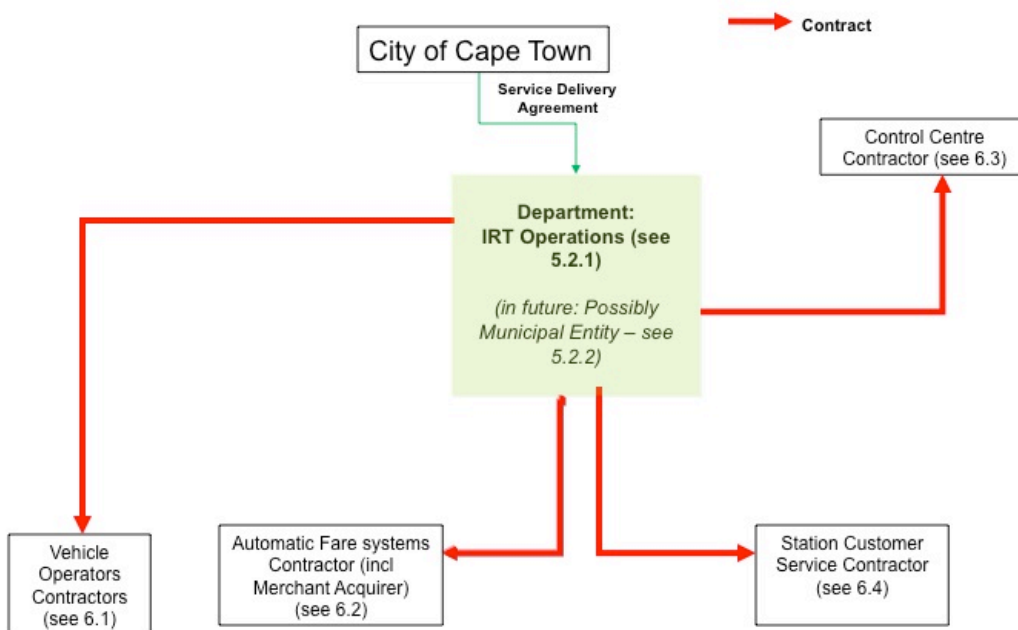 Contract
City of Cape Town
Service Delivery
Agreement
Control Centre
Contractor (see 6.3)
Department:
IRT Operations (see
5.2.1)
(in future: Possibly
Municipal Entity – see
5.2.2)
Vehicle
Operators
Contractors
(see 6.1)
Automatic Fare systems
Contractor (incl
Merchant Acquirer)
(see 6.2)
Station Customer
Service Contractor
(see 6.4)